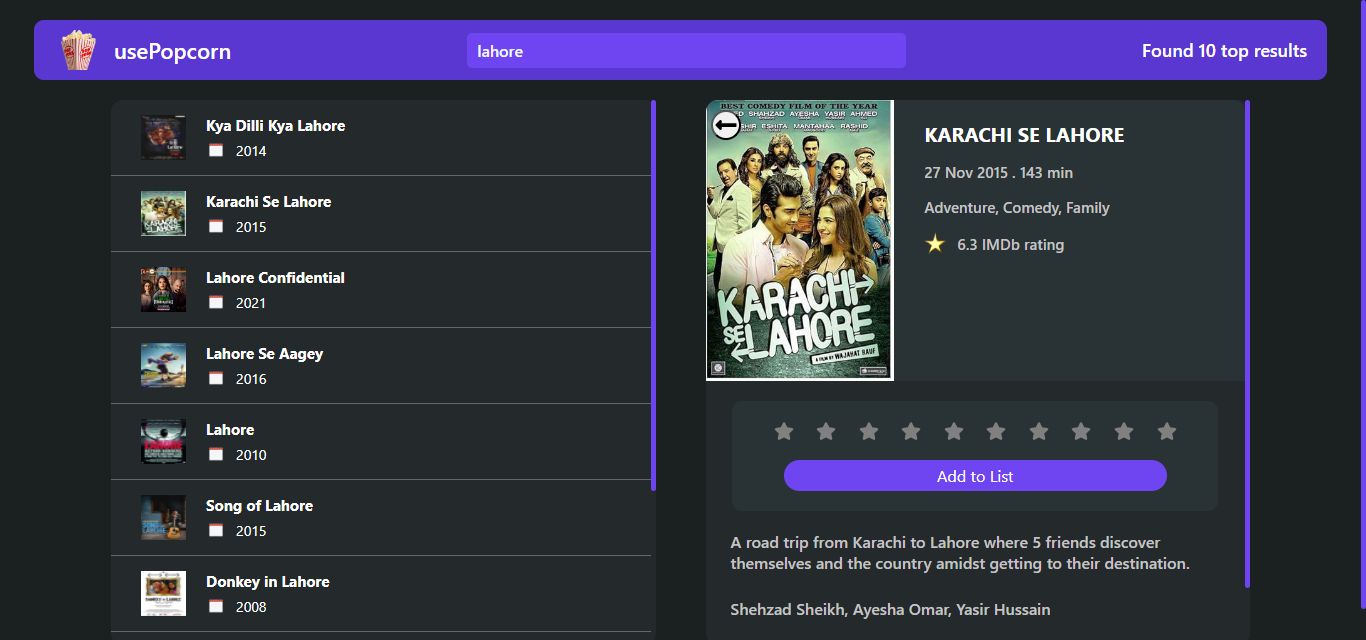 usePopcorn
lahore
Found 10 top results
Kya Dilli Kya Lahore
2014
Karachi Se Lahore
2015
Lahore Confidential
2021
Lahore Se Aagey
2016
Lahore
2010
Song of Lahore
2015
Donkey in Lahore
2008
BEST COMEDY FILM OF THE YEAR
SHAHZAD AYESHA YASIR AHMED
ESHITA MANTAHAA RASHID
KARACHI
SE
LAHORE
A FILM BY WAJAHAT RAUF
KARACHI SE LAHORE
27 Nov 2015 . 143 min
Adventure, Comedy, Family
6.3 IMDb rating
Add to List
A road trip from Karachi to Lahore where 5 friends discover
themselves and the country amidst getting to their destination.
Shehzad Sheikh, Ayesha Omar, Yasir Hussain